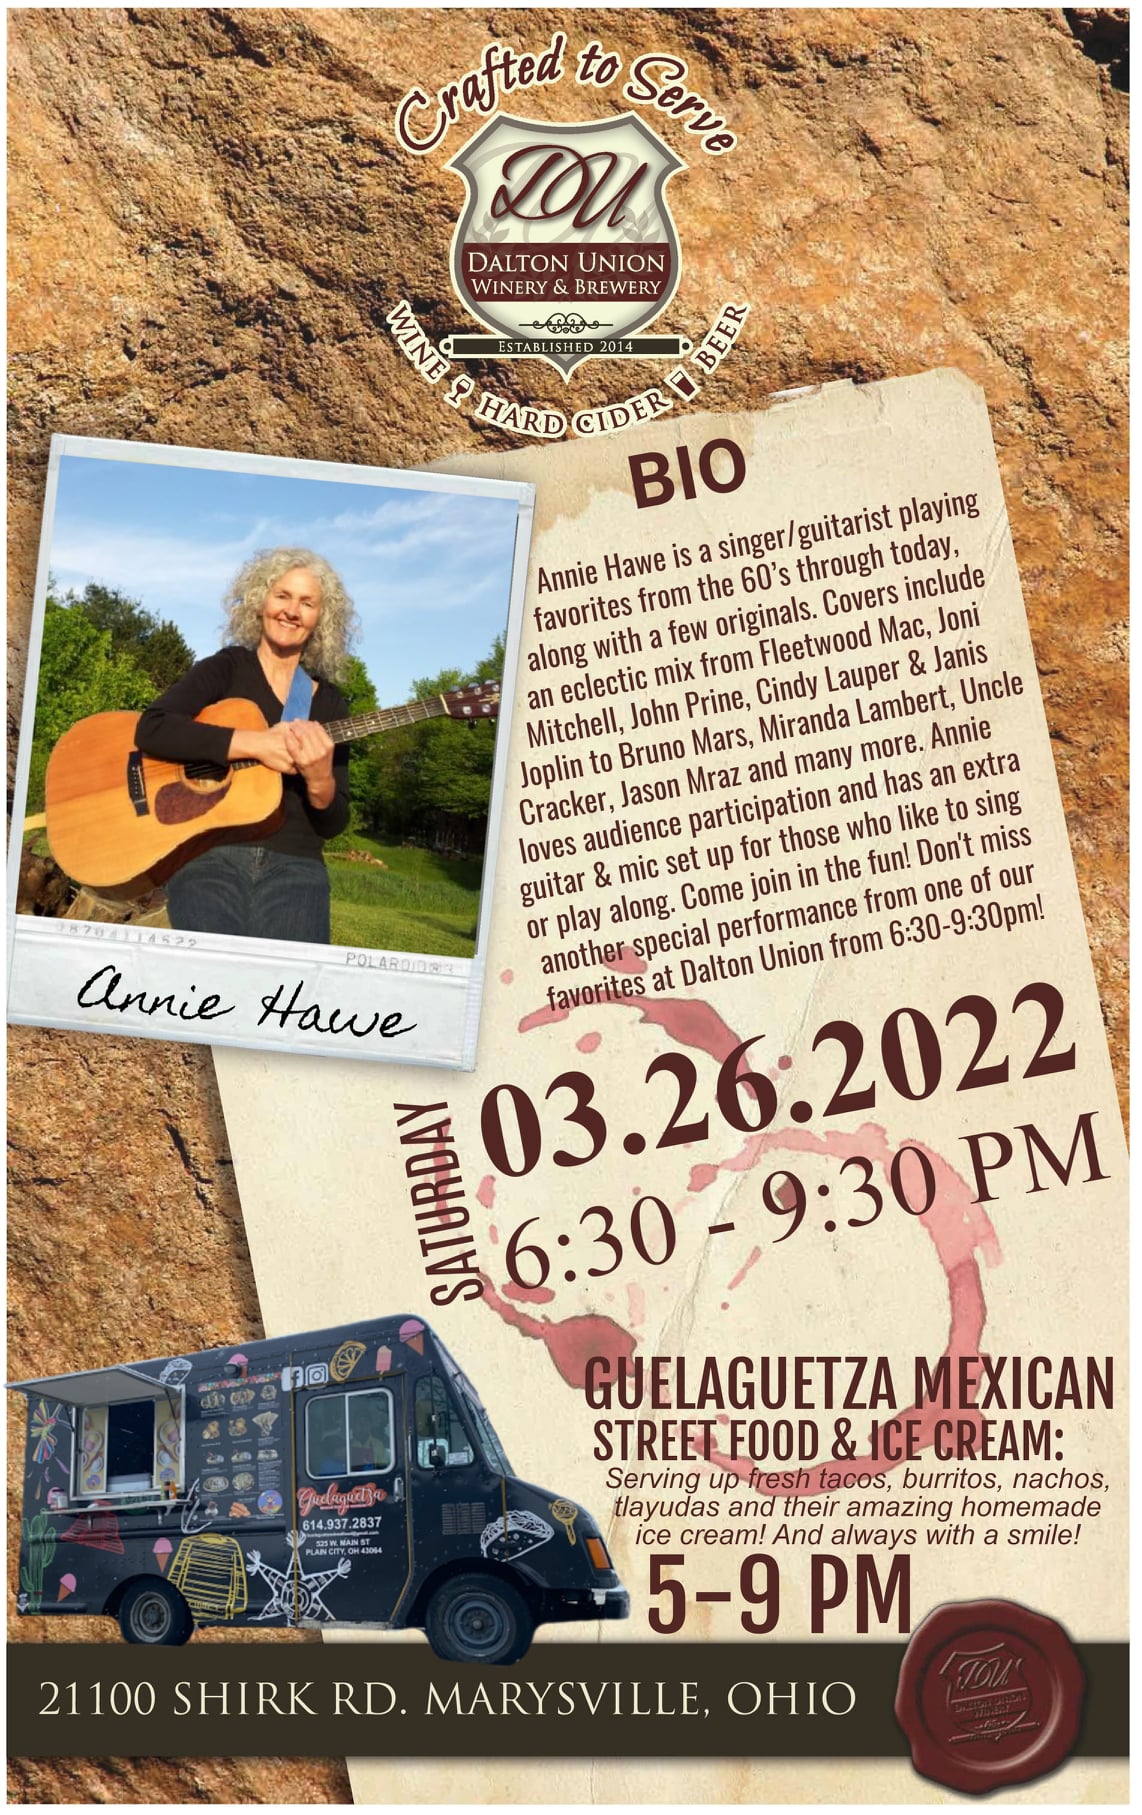 Crafted to Serve
DU
DALTON UNION
WINERY & BREWERY
ESTABLISHED 2014
WINE HARD CIDER BEER
BIO
Annie Hawe is a singer/guitarist playing
favorites from the 60's through today,
along with a few originals. Covers include
an eclectic mix from Fleetwood Mac, Joni
Mitchell, John Prine, Cindy Lauper & Janis
Joplin to Bruno Mars, Miranda Lambert, Uncle
Cracker, Jason Mraz and many more. Annie
loves audience participation and has an extra
guitar & mic set up for those who like to sing
or play along. Come join in the fun! Don't miss
another special performance from one of our
favorites at Dalton Union from 6:30-9:30pm!
POLAROID
Annie Hawe
SATURDAY
03.26.2022
6:30 - 9:30 PM
GUELAGUETZA MEXICAN
STREET FOOD & ICE CREAM:
Serving up fresh tacos, burritos, nachos,
tlayudas and their amazing homemade
ice cream! And always with a smile!
5-9 PM
Guelaguetza
614.937.2837
525 W. MAIN ST
PLAIN CITY, OH 43064
21100 SHIRK RD. MARYSVILLE, OHIO
DU
DALTON UNION
WINERY